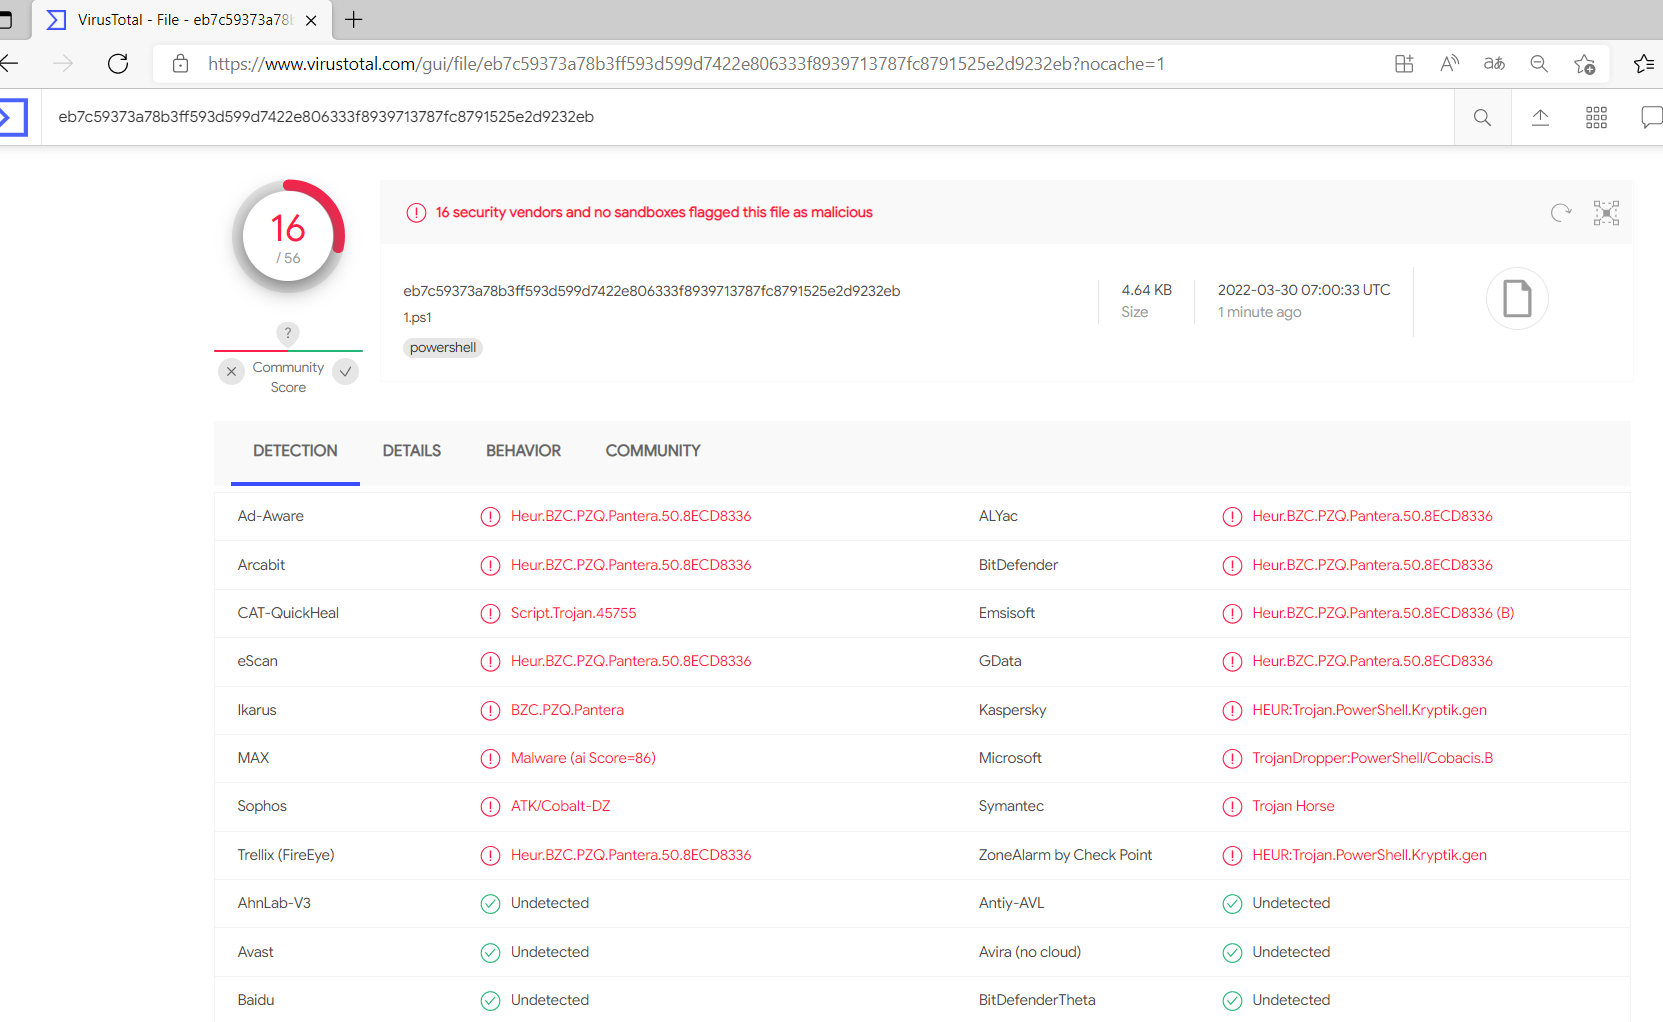 VirusTotal - File - eb7c59373a78
https://www.virustotal.com/gui/file/eb7c59373a78b3ff593d599d7422e806333f8939713787fc8791525e2d9232eb?nocache=1
eb7c59373a78b3ff593d599d7422e806333f8939713787fc8791525e2d9232eb
16
/ 56
16 security vendors and no sandboxes flagged this file as malicious
eb7c59373a78b3ff593d599d7422e806333f8939713787fc8791525e2d9232eb
1.ps1
powershell
4.64 KB
Size
2022-03-30 07:00:33 UTC
1 minute ago
?
Community
Score
DETECTION DETAILS BEHAVIOR COMMUNITY
Ad-Aware Heur.BZC.PZQ.Pantera.50.8ECD8336 ALYac Heur.BZC.PZQ.Pantera.50.8ECD8336
Arcabit Heur.BZC.PZQ.Pantera.50.8ECD8336 BitDefender Heur.BZC.PZQ.Pantera.50.8ECD8336
CAT-QuickHeal Script.Trojan.45755 Emsisoft Heur.BZC.PZQ.Pantera.50.8ECD8336 (B)
eScan Heur.BZC.PZQ.Pantera.50.8ECD8336 GData Heur.BZC.PZQ.Pantera.50.8ECD8336
Ikarus BZC.PZQ.Pantera Kaspersky HEUR:Trojan.PowerShell.Kryptik.gen
MAX Malware (ai Score=86) Microsoft TrojanDropper:PowerShell/Cobacis.B
Sophos ATK/Cobalt-DZ Symantec Trojan Horse
Trellix (FireEye) Heur.BZC.PZQ.Pantera.50.8ECD8336 ZoneAlarm by Check Point HEUR:Trojan.PowerShell.Kryptik.gen
AhnLab-V3 Undetected Antiy-AVL Undetected
Avast Undetected Avira (no cloud) Undetected
Baidu Undetected BitDefenderTheta Undetected